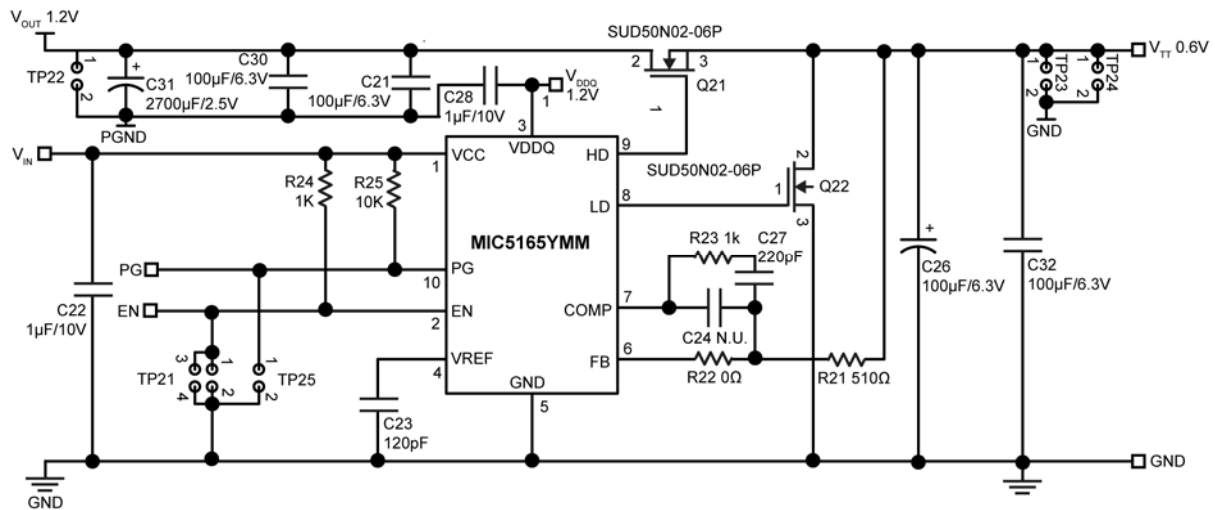 VOUT 1.2V
SUD50N02-06P
1
2
TP22
+
C31
2700µF/2.5V
C30
100µF/6.3V
C21
100µF/6.3V
C28
1µF/10V
VDDQ
1.2V
1
2
3
Q21
1
VTT 0.6V
1
2
TP23
1
2
TP24
GND
PGND
3
VDDQ
VIN
1
VCC
HD
9
SUD50N02-06P
R24
1K
R25
10K
LD
8
2
1
Q22
3
MIC5165YMM
R23 1k
C27
220pF
PG
10
PG
C22
1µF/10V
EN
2
EN
COMP
7
C24 N.U.
+
C26
100µF/6.3V
C32
100µF/6.3V
VREF
4
FB
6
R22 0Ω
R21 510Ω
3
1
TP21
4
2
1
2
TP25
GND
5
C23
120pF
GND
GND